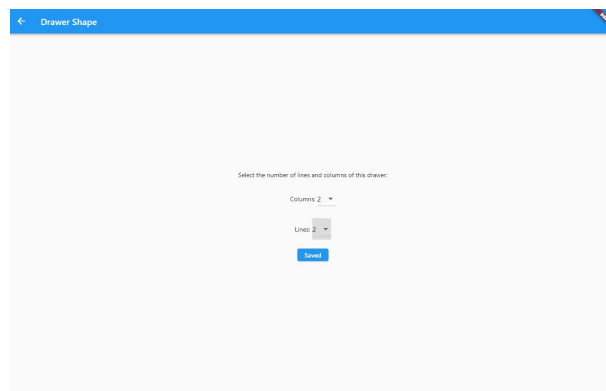 Drawer Shape
Select the number of lines and columns of this drawer:
Columns: 2
Lines: 2
Saved